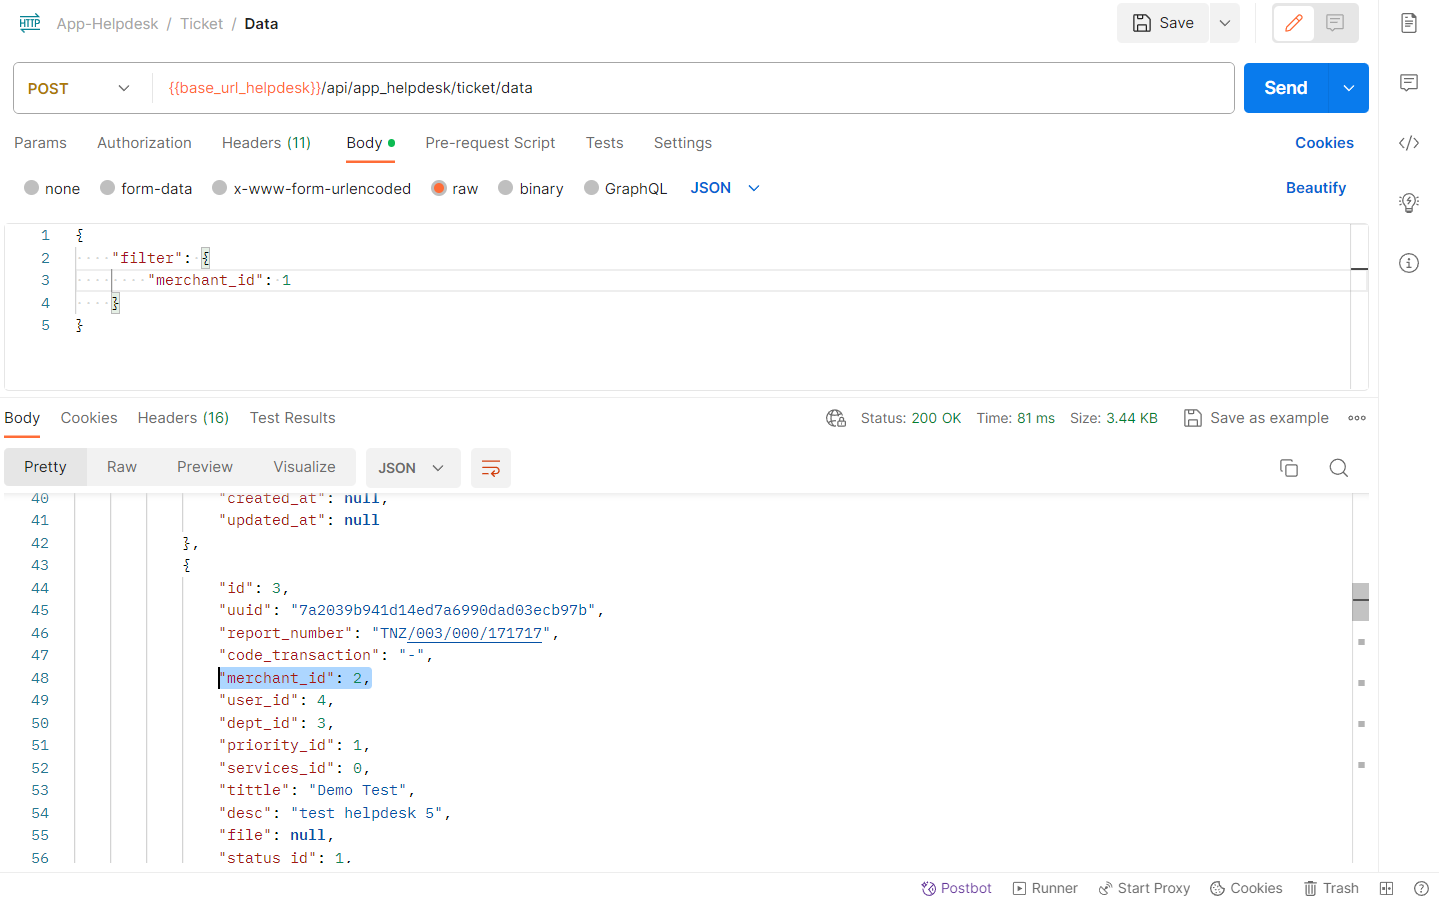 HTTP App-Helpdesk / Ticket / Data Save
POST {{base_url_helpdesk}}/api/app_helpdesk/ticket/data Send
Params Authorization Headers (11) Body Pre-request Script Tests Settings Cookies
none form-data x-www-form-urlencoded raw binary GraphQL JSON Beautify
1 {
2 "filter": {
3 "merchant_id": 1
4 }
5 }
Body Cookies Headers (16) Test Results Status: 200 OK Time: 81 ms Size: 3.44 KB Save as example
Pretty Raw Preview Visualize JSON
40 "created_at": null,
41 "updated_at": null
42 },
43 {
44 "id": 3,
45 "uuid": "7a2039b941d14ed7a6990dad03ecb97b",
46 "report_number": "TNZ/003/000/171717",
47 "code_transaction": "-",
48 "merchant_id": 2,
49 "user_id": 4,
50 "dept_id": 3,
51 "priority_id": 1,
52 "services_id": 0,
53 "tittle": "Demo Test",
54 "desc": "test helpdesk 5",
55 "file": null,
56 "status_id": 1,
Postbot Runner Start Proxy Cookies Trash